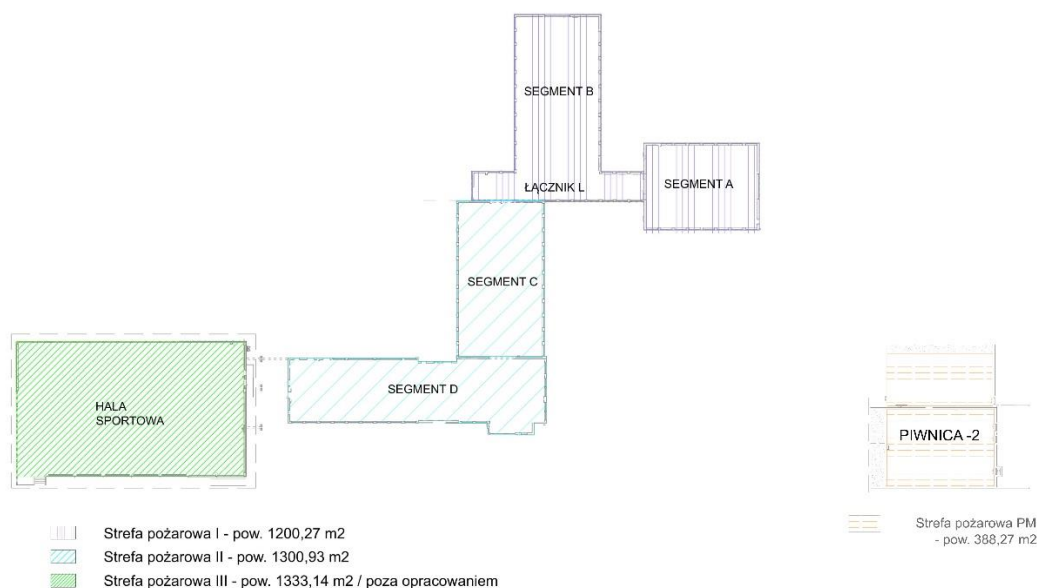 SEGMENT B
ŁĄCZNIK L
SEGMENT A
SEGMENT C
SEGMENT D
HALA
SPORTOWA
PIWNICA -2
Strefa pożarowa I - pow. 1200,27 m2
Strefa pożarowa II - pow. 1300,93 m2
Strefa pożarowa III - pow. 1333,14 m2 / poza opracowaniem
Strefa pożarowa PM
- pow. 388,27 m2